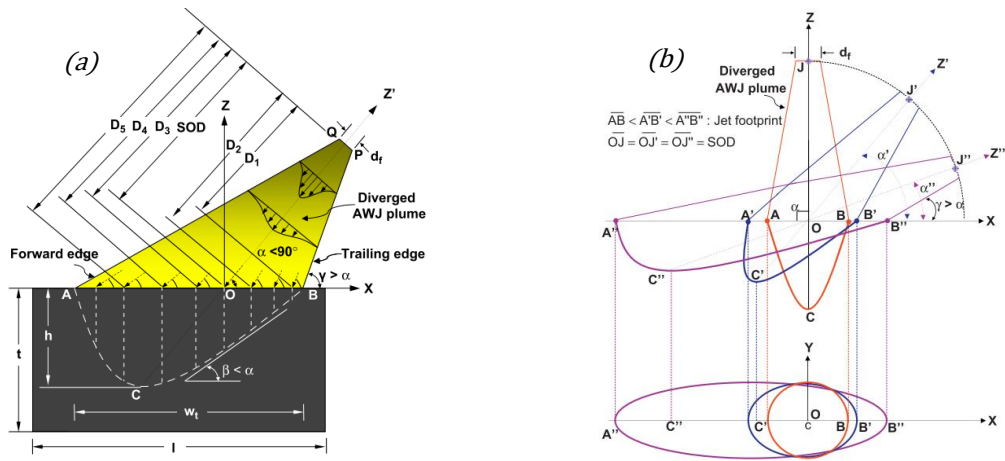 (a)
Z
Z'
Q
P
D5 D4 D3 SOD
D2
D1
df
Diverged
AWJ plume
Forward edge
α <90°
Trailing edge
γ > α
A
O
B
X
h
t
C
β < α
wt
l
(b)
Z
J
df
Z'
Diverged
AWJ plume
J'
AB < A'B' < A''B'' : Jet footprint
OJ = OJ' = OJ'' = SOD
Z''
J''
α'
α''
γ > α
α
A'' A' A O B B' B'' X
C'
C''
C
Y
O
A'' C'' C' C B B' B'' X